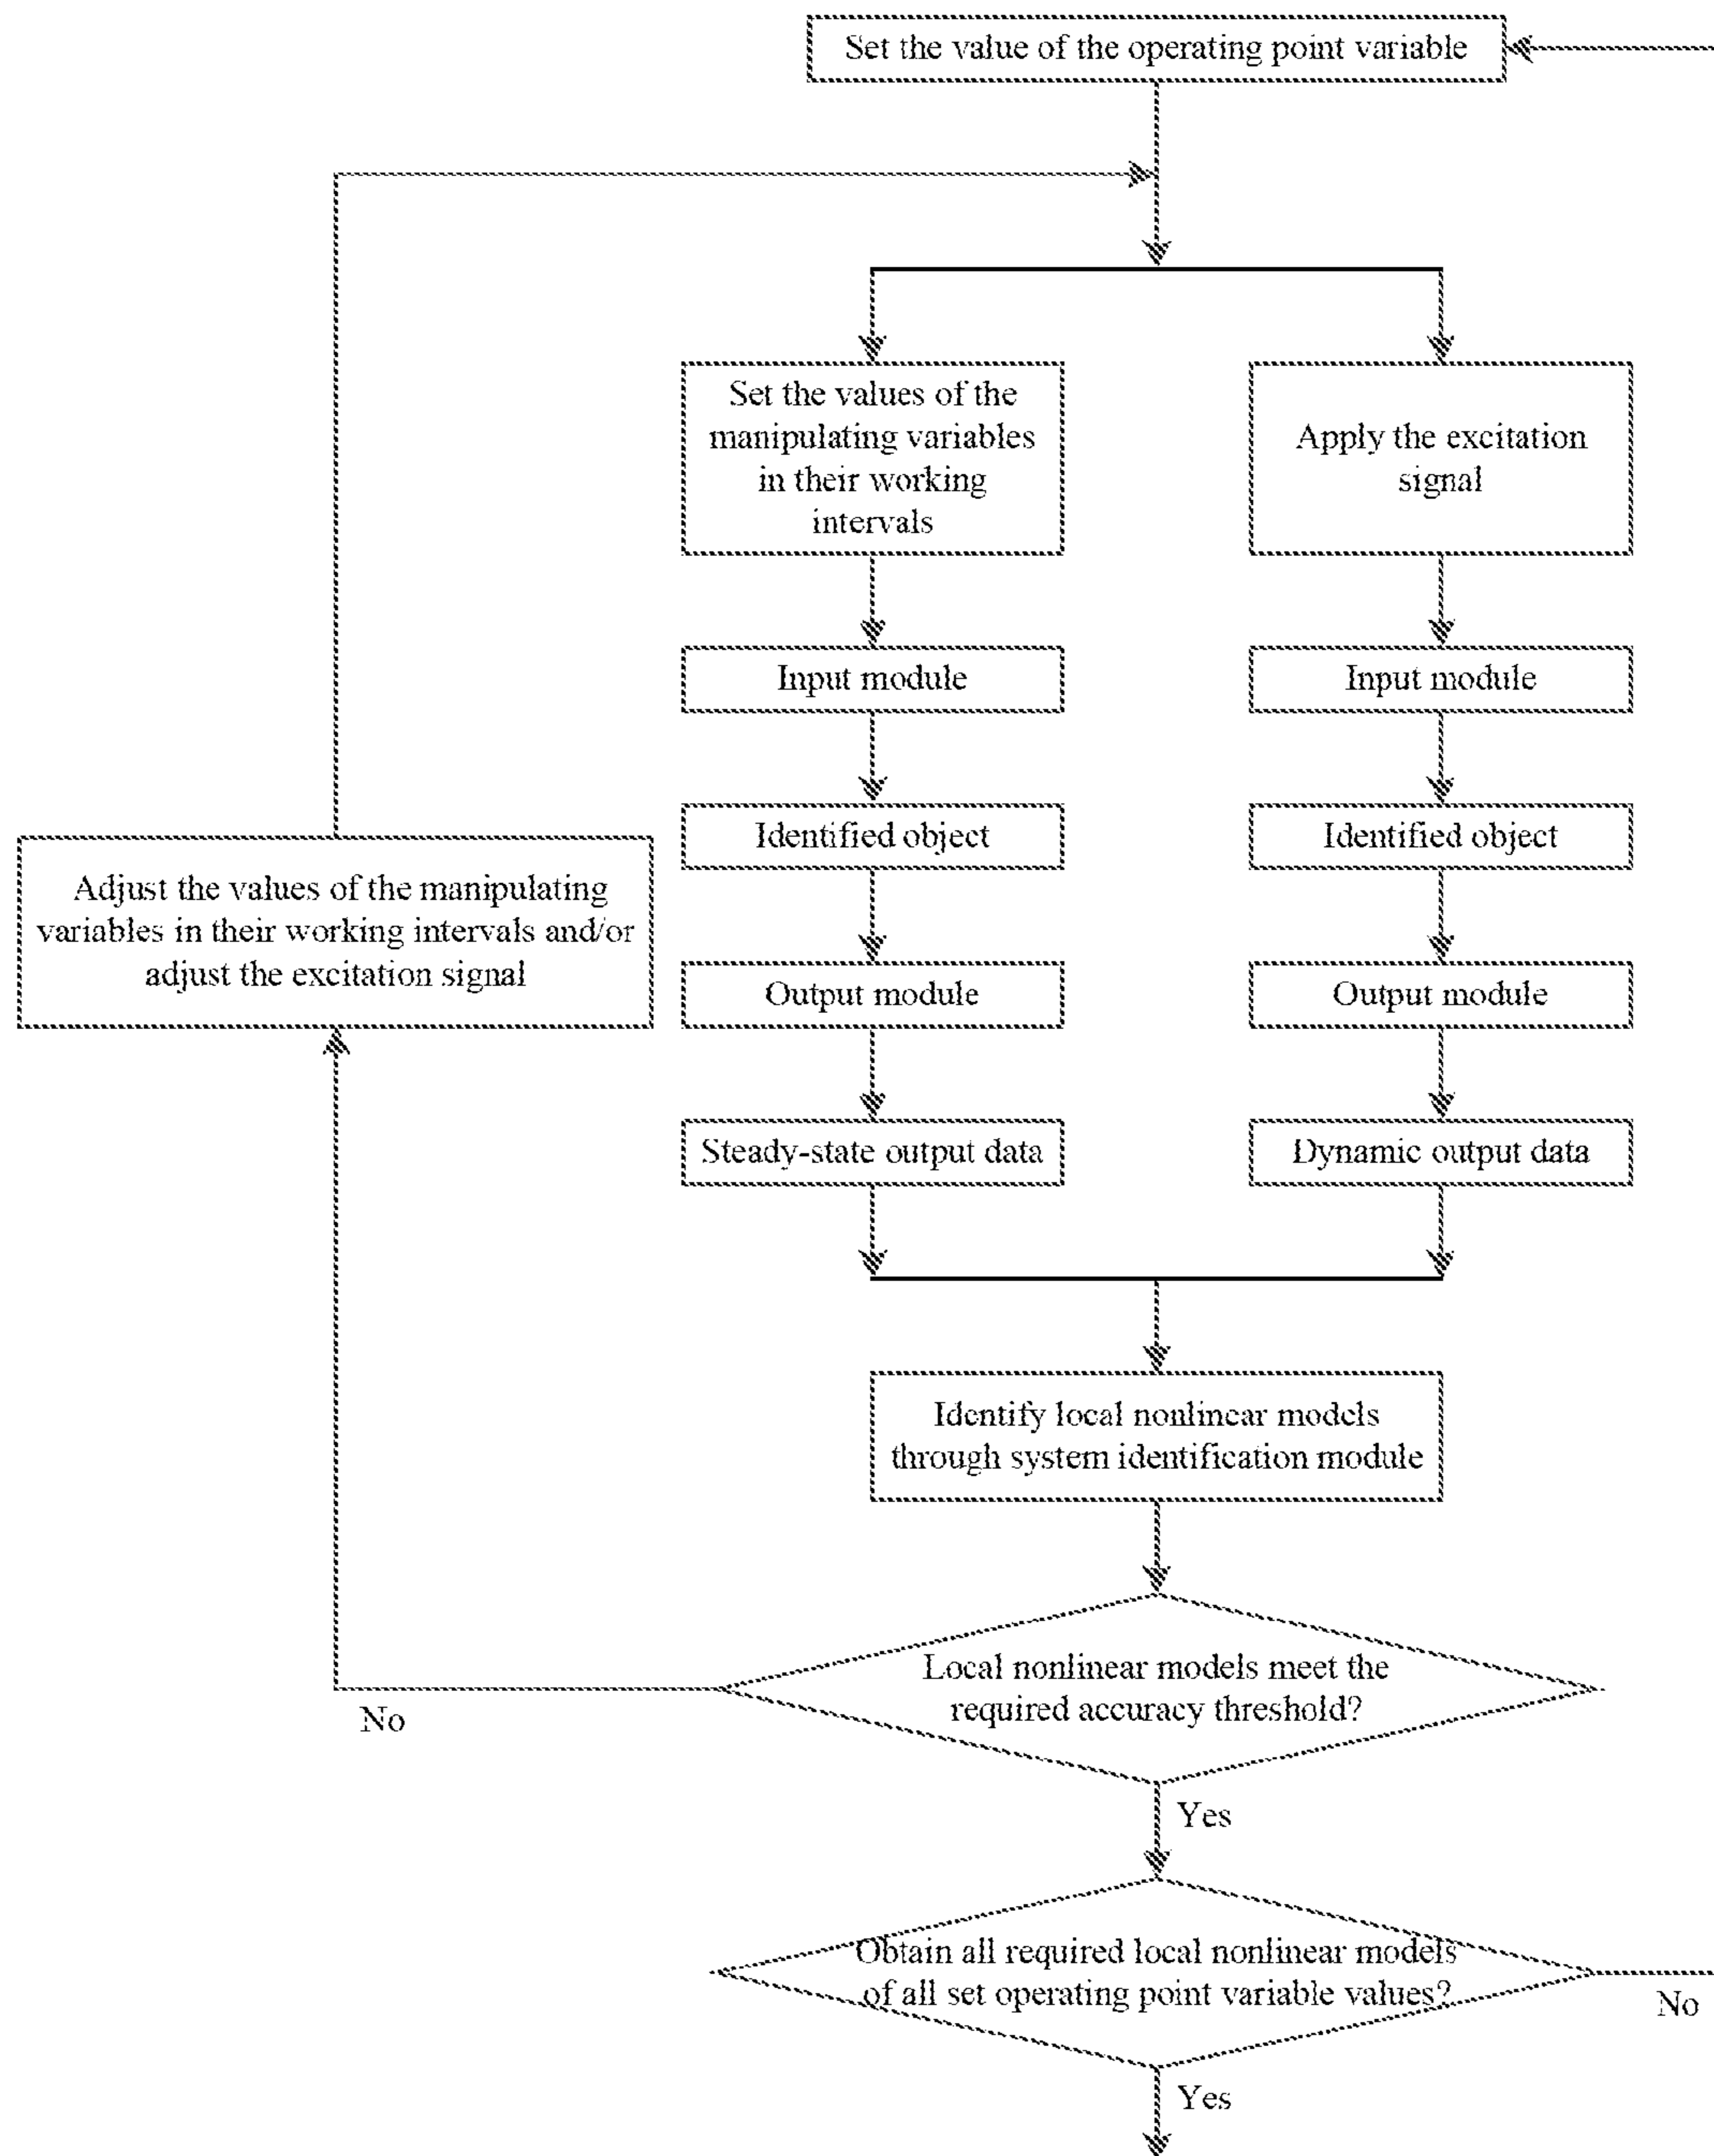 Set the value of the operating point variable
Set the values of the
manipulating variables
in their working
intervals
Apply the excitation
signal
Input module
Input module
Identified object
Identified object
Adjust the values of the manipulating
variables in their working intervals and/or
adjust the excitation signal
Output module
Output module
Steady-state output data
Dynamic output data
Identify local nonlinear models
through system identification module
Local nonlinear models meet the
required accuracy threshold?
No
Yes
Obtain all required local nonlinear models
of all set operating point variable values?
No
Yes